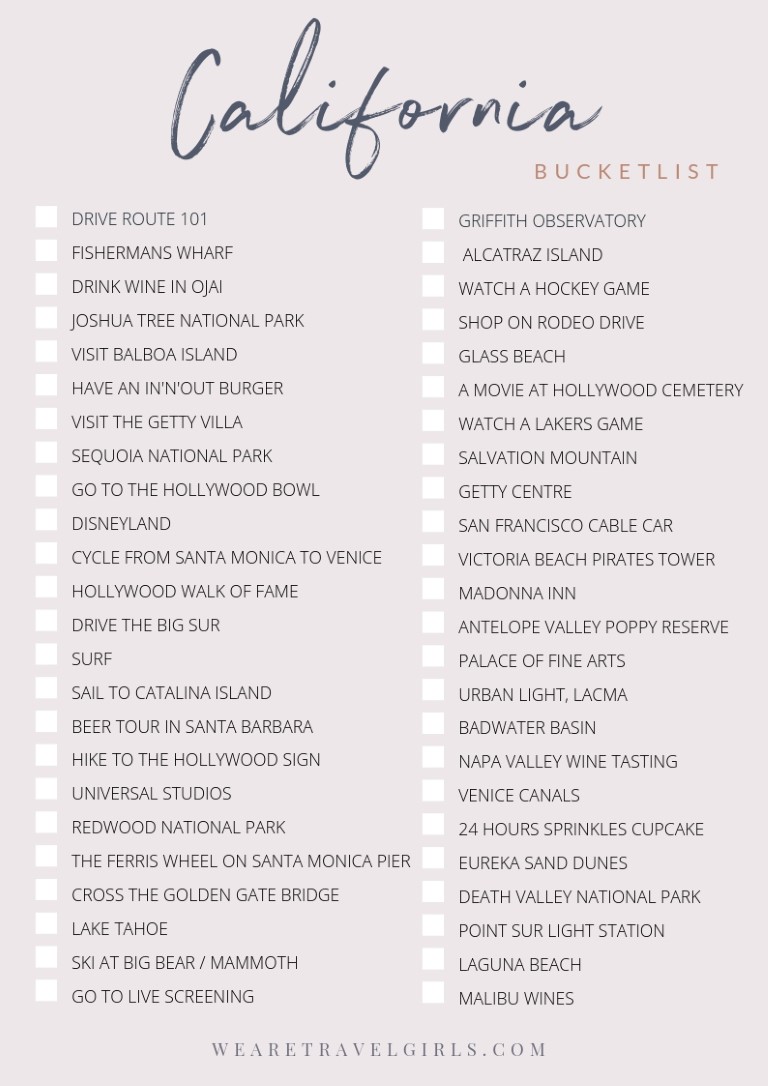 California
BUCKETLIST
DRIVE ROUTE 101
FISHERMANS WHARF
DRINK WINE IN OJAI
JOSHUA TREE NATIONAL PARK
VISIT BALBOA ISLAND
HAVE AN IN'N'OUT BURGER
VISIT THE GETTY VILLA
SEQUOIA NATIONAL PARK
GO TO THE HOLLYWOOD BOWL
DISNEYLAND
CYCLE FROM SANTA MONICA TO VENICE
HOLLYWOOD WALK OF FAME
DRIVE THE BIG SUR
SURF
SAIL TO CATALINA ISLAND
BEER TOUR IN SANTA BARBARA
HIKE TO THE HOLLYWOOD SIGN
UNIVERSAL STUDIOS
REDWOOD NATIONAL PARK
THE FERRIS WHEEL ON SANTA MONICA PIER
CROSS THE GOLDEN GATE BRIDGE
LAKE TAHOE
SKI AT BIG BEAR / MAMMOTH
GO TO LIVE SCREENING
GRIFFITH OBSERVATORY
ALCATRAZ ISLAND
WATCH A HOCKEY GAME
SHOP ON RODEO DRIVE
GLASS BEACH
A MOVIE AT HOLLYWOOD CEMETERY
WATCH A LAKERS GAME
SALVATION MOUNTAIN
GETTY CENTRE
SAN FRANCISCO CABLE CAR
VICTORIA BEACH PIRATES TOWER
MADONNA INN
ANTELOPE VALLEY POPPY RESERVE
PALACE OF FINE ARTS
URBAN LIGHT, LACMA
BADWATER BASIN
NAPA VALLEY WINE TASTING
VENICE CANALS
24 HOURS SPRINKLES CUPCAKE
EUREKA SAND DUNES
DEATH VALLEY NATIONAL PARK
POINT SUR LIGHT STATION
LAGUNA BEACH
MALIBU WINES
WEARETRAVELGIRLS.COM